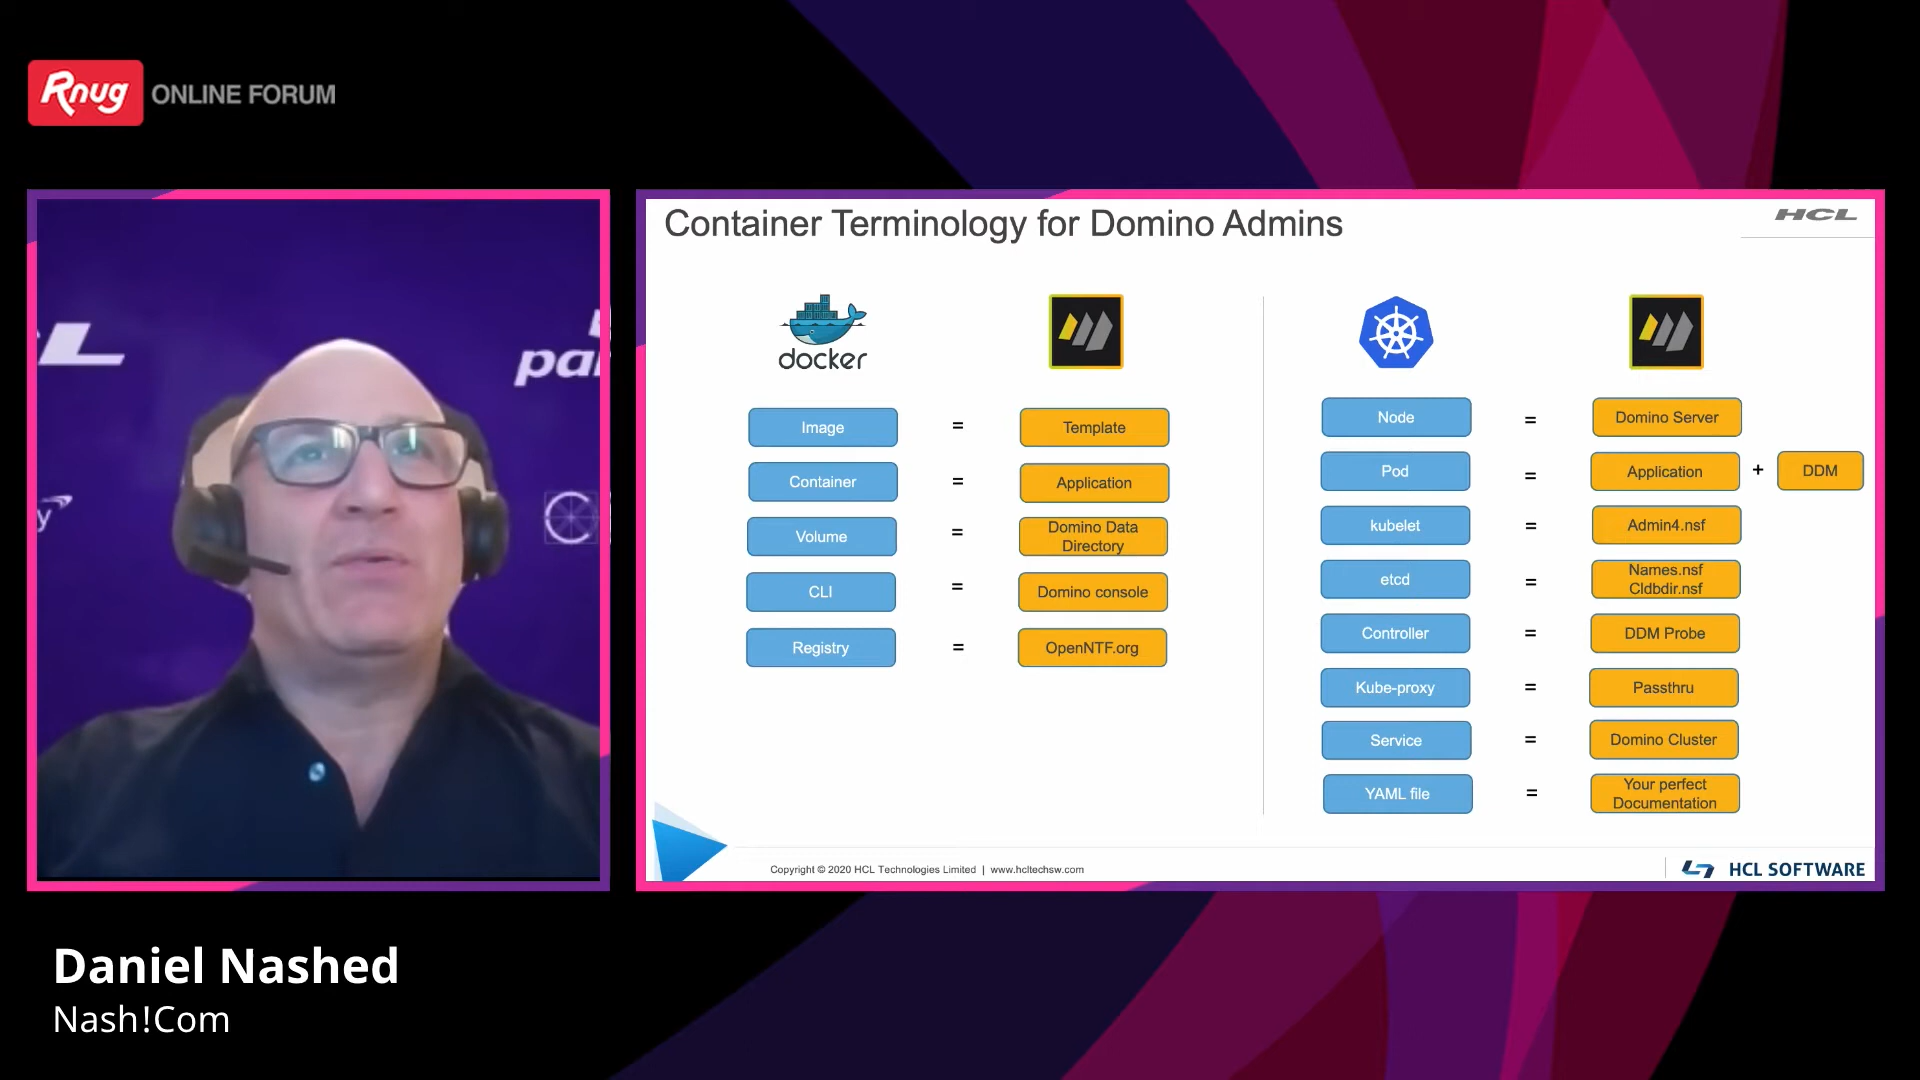 Rnug ONLINE FORUM
Container Terminology for Domino Admins
HCL
docker
Image = Template
Container = Application
Volume = Domino Data
Directory
CLI = Domino console
Registry = OpenNTF.org
Node = Domino Server
Pod = Application + DDM
kubelet = Admin4.nsf
etcd = Names.nsf
Cldbdir.nsf
Controller = DDM Probe
Kube-proxy = Passthru
Service = Domino Cluster
YAML file = Your perfect
Documentation
Copyright © 2020 HCL Technologies Limited | www.hcltechsw.com
HCL SOFTWARE
Daniel Nashed
Nash!Com